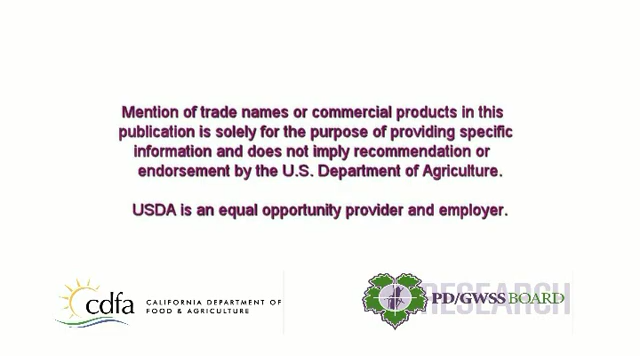 Mention of trade names or commercial products in this
publication is solely for the purpose of providing specific
information and does not imply recommendation or
endorsement by the U.S. Department of Agriculture.
USDA is an equal opportunity provider and employer.
cdfa
CALIFORNIA DEPARTMENT OF
FOOD & AGRICULTURE
PD/GWSS BOARD
RESEARCH